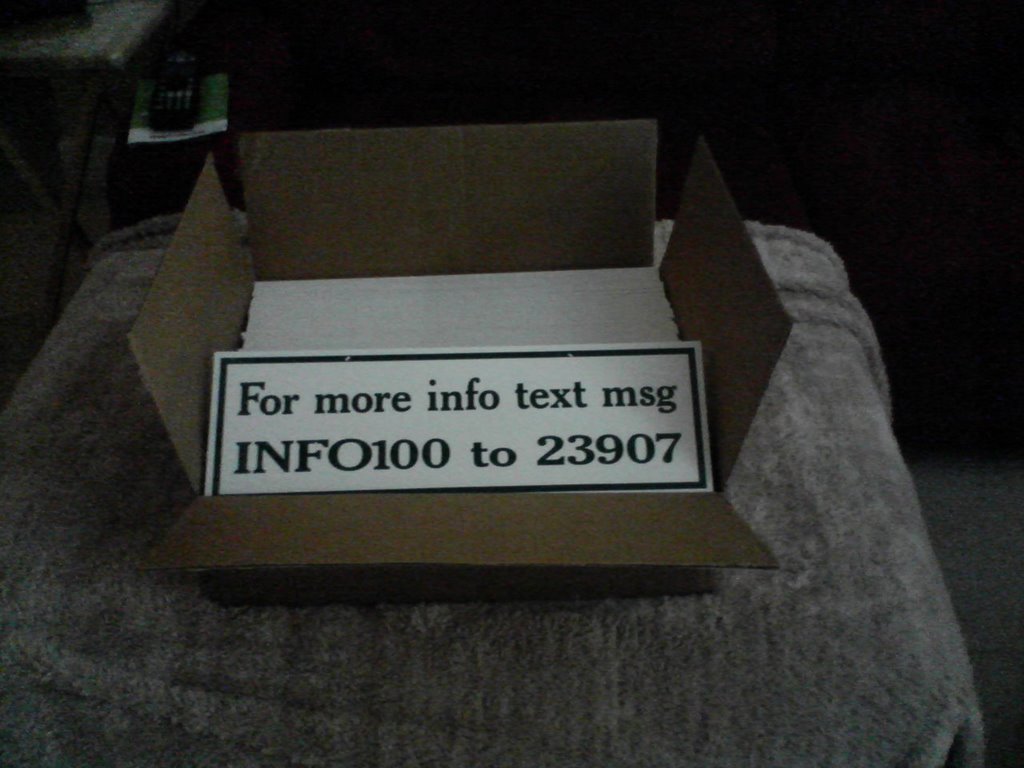 For more info text msg
INFO100 to 23907